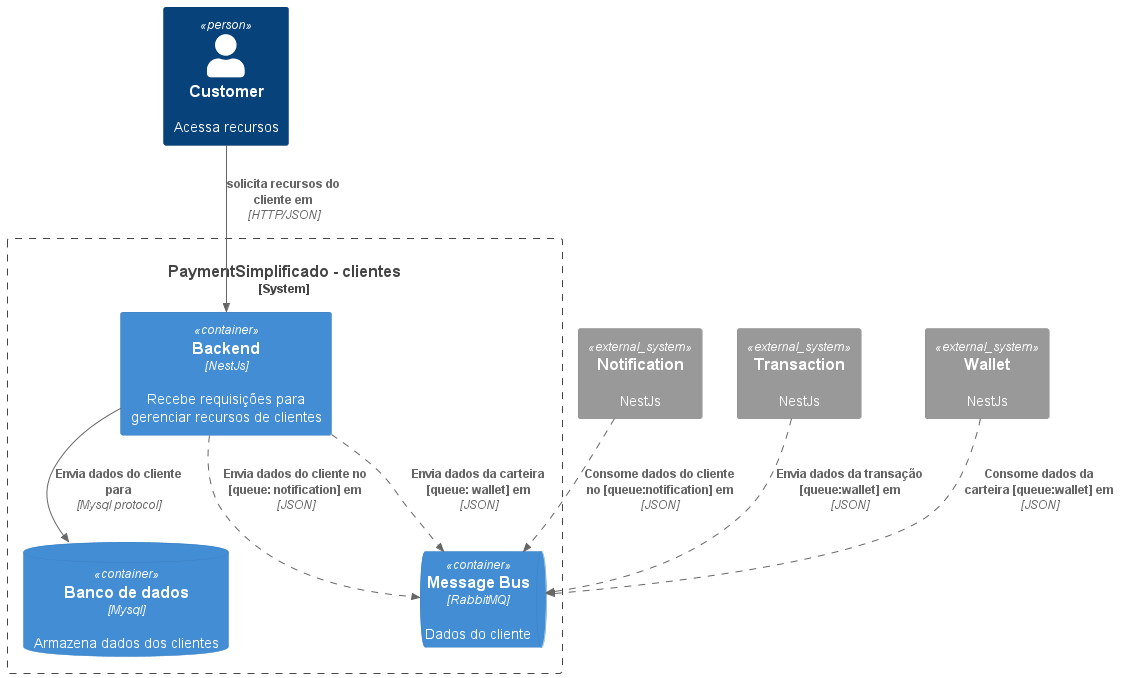 «person»
Customer
Acessa recursos
solicita recursos do
cliente em
[HTTP/JSON]
PaymentSimplificado - clientes
[System]
«container»
Backend
[NestJs]
Recebe requisições para
gerenciar recursos de clientes
«external_system»
Notification
NestJs
«external_system»
Transaction
NestJs
«external_system»
Wallet
NestJs
Envia dados do cliente
para
[Mysql protocol]
Envia dados do cliente no
[queue: notification] em
[JSON]
Envia dados da carteira
[queue: wallet] em
[JSON]
Consome dados do cliente
no [queue:notification] em
[JSON]
Envia dados da transação
[queue:wallet] em
[JSON]
Consome dados da
carteira [queue:wallet] em
[JSON]
«container»
Banco de dados
[Mysql]
Armazena dados dos clientes
«container»
Message Bus
[RabbitMQ]
Dados do cliente